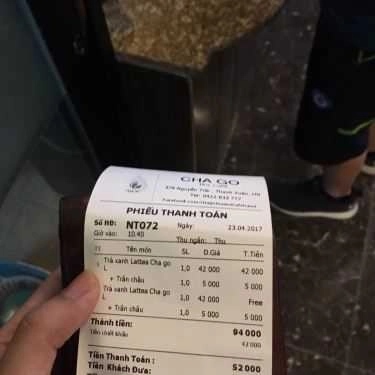 CHA GO
Tel: 0422 832 772
PHIẾU THANH TOÁN
Số HĐ: NT072 Ngày: 23.04.2017
Giờ vào: 10:40 Thu ngân: Thu
TT Tên món SL Đ.Giá T.Tiền
Trà xanh Lattea Cha go L 1,0 42 000 42 000
+ Trân châu 1,0 5 000 5 000
Trà xanh Lattea Cha go L 1,0 42 000 Free
+ Trân châu 1,0 5 000 5 000
Thành tiền: 94 000
Tiền chiết khấu 42 000
Tiền Thanh Toán : 52 000
Tiền Khách Đưa: